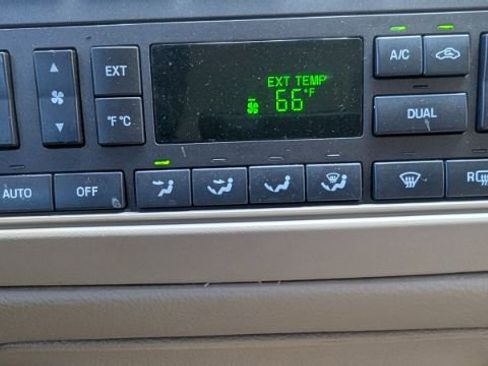 EXT
EXT TEMP
66°F
A/C
°F °C
DUAL
AUTO
OFF
R